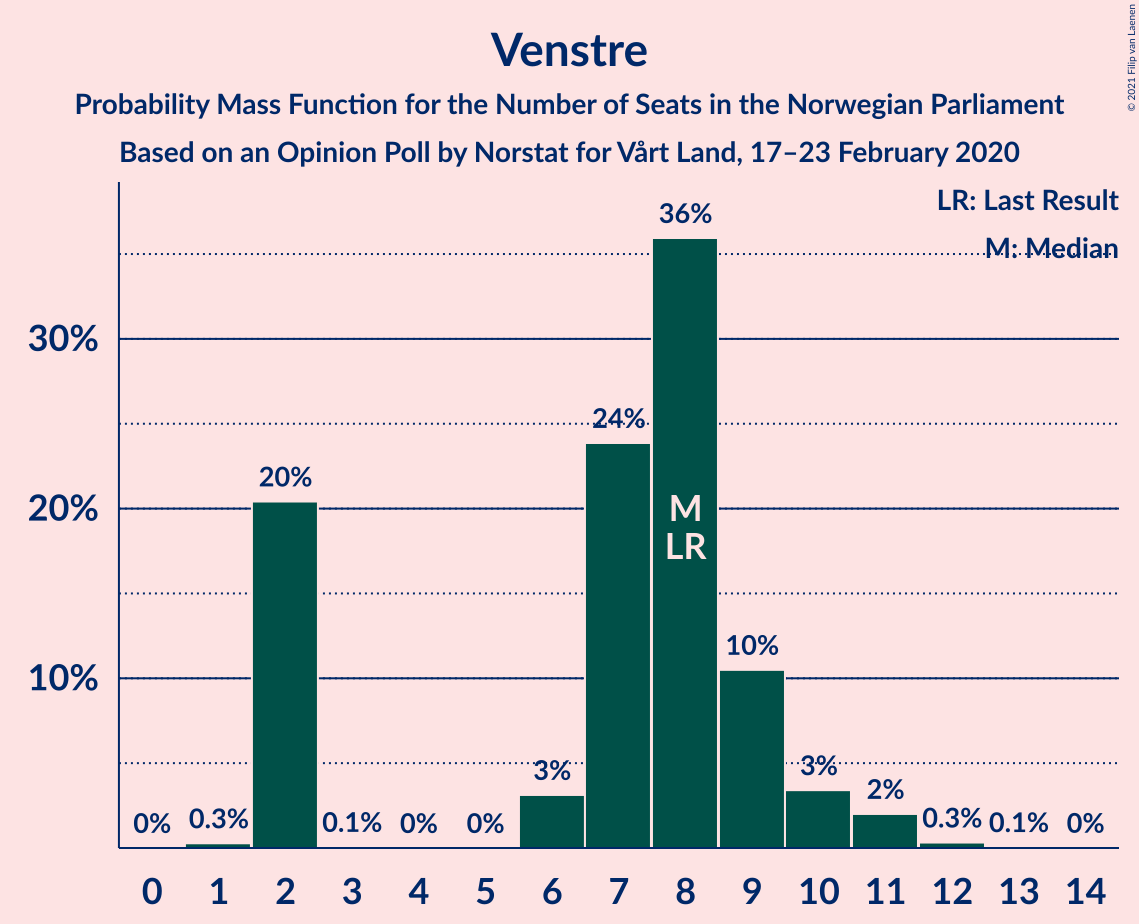 Venstre
Probability Mass Function for the Number of Seats in the Norwegian Parliament
Based on an Opinion Poll by Norstat for Vårt Land, 17–23 February 2020
© 2021 Filip van Laenen
LR: Last Result
M: Median
30%
20%
10%
0%
0.3%
20%
0.1%
0%
0%
3%
24%
36%
M
LR
10%
3%
2%
0.3%
0.1%
0%
0 1 2 3 4 5 6 7 8 9 10 11 12 13 14